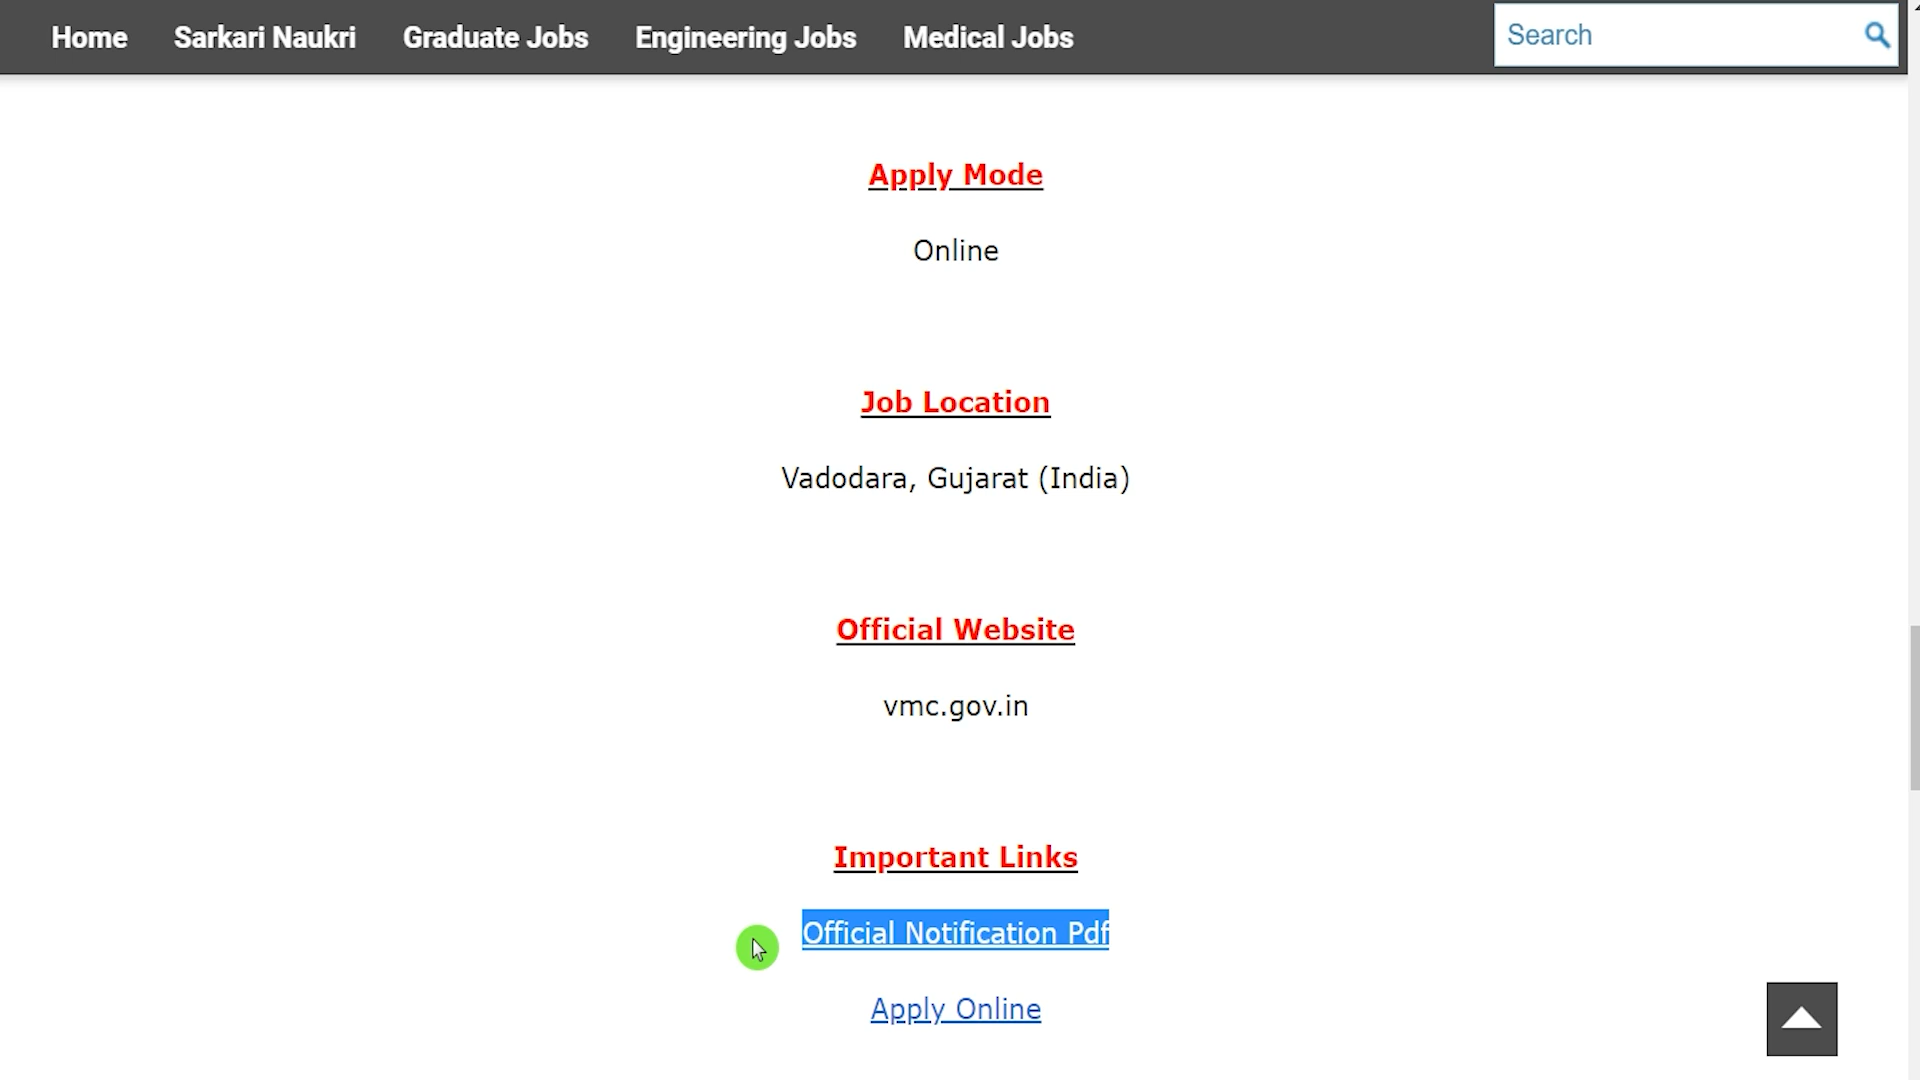 Home Sarkari Naukri Graduate Jobs Engineering Jobs Medical Jobs Search
Apply Mode
Online
Job Location
Vadodara, Gujarat (India)
Official Website
vmc.gov.in
Important Links
Official Notification Pdf
Apply Online